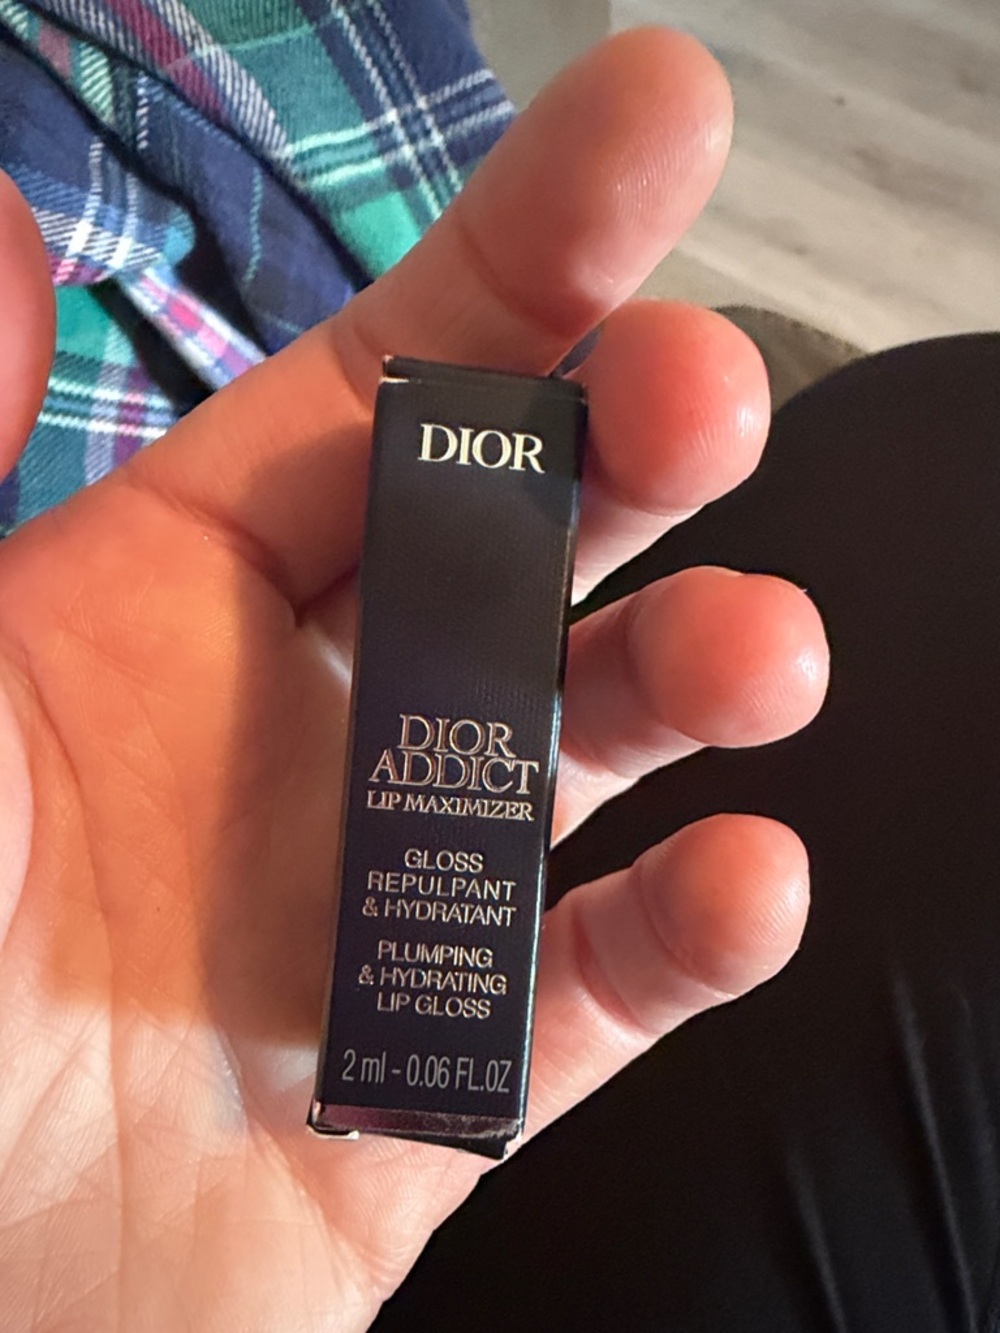 DIOR
DIOR
ADDICT
LIP MAXIMIZER
GLOSS
REPULPANT
& HYDRATANT
PLUMPING
& HYDRATING
LIP GLOSS
2 ml - 0.06 FL.OZ